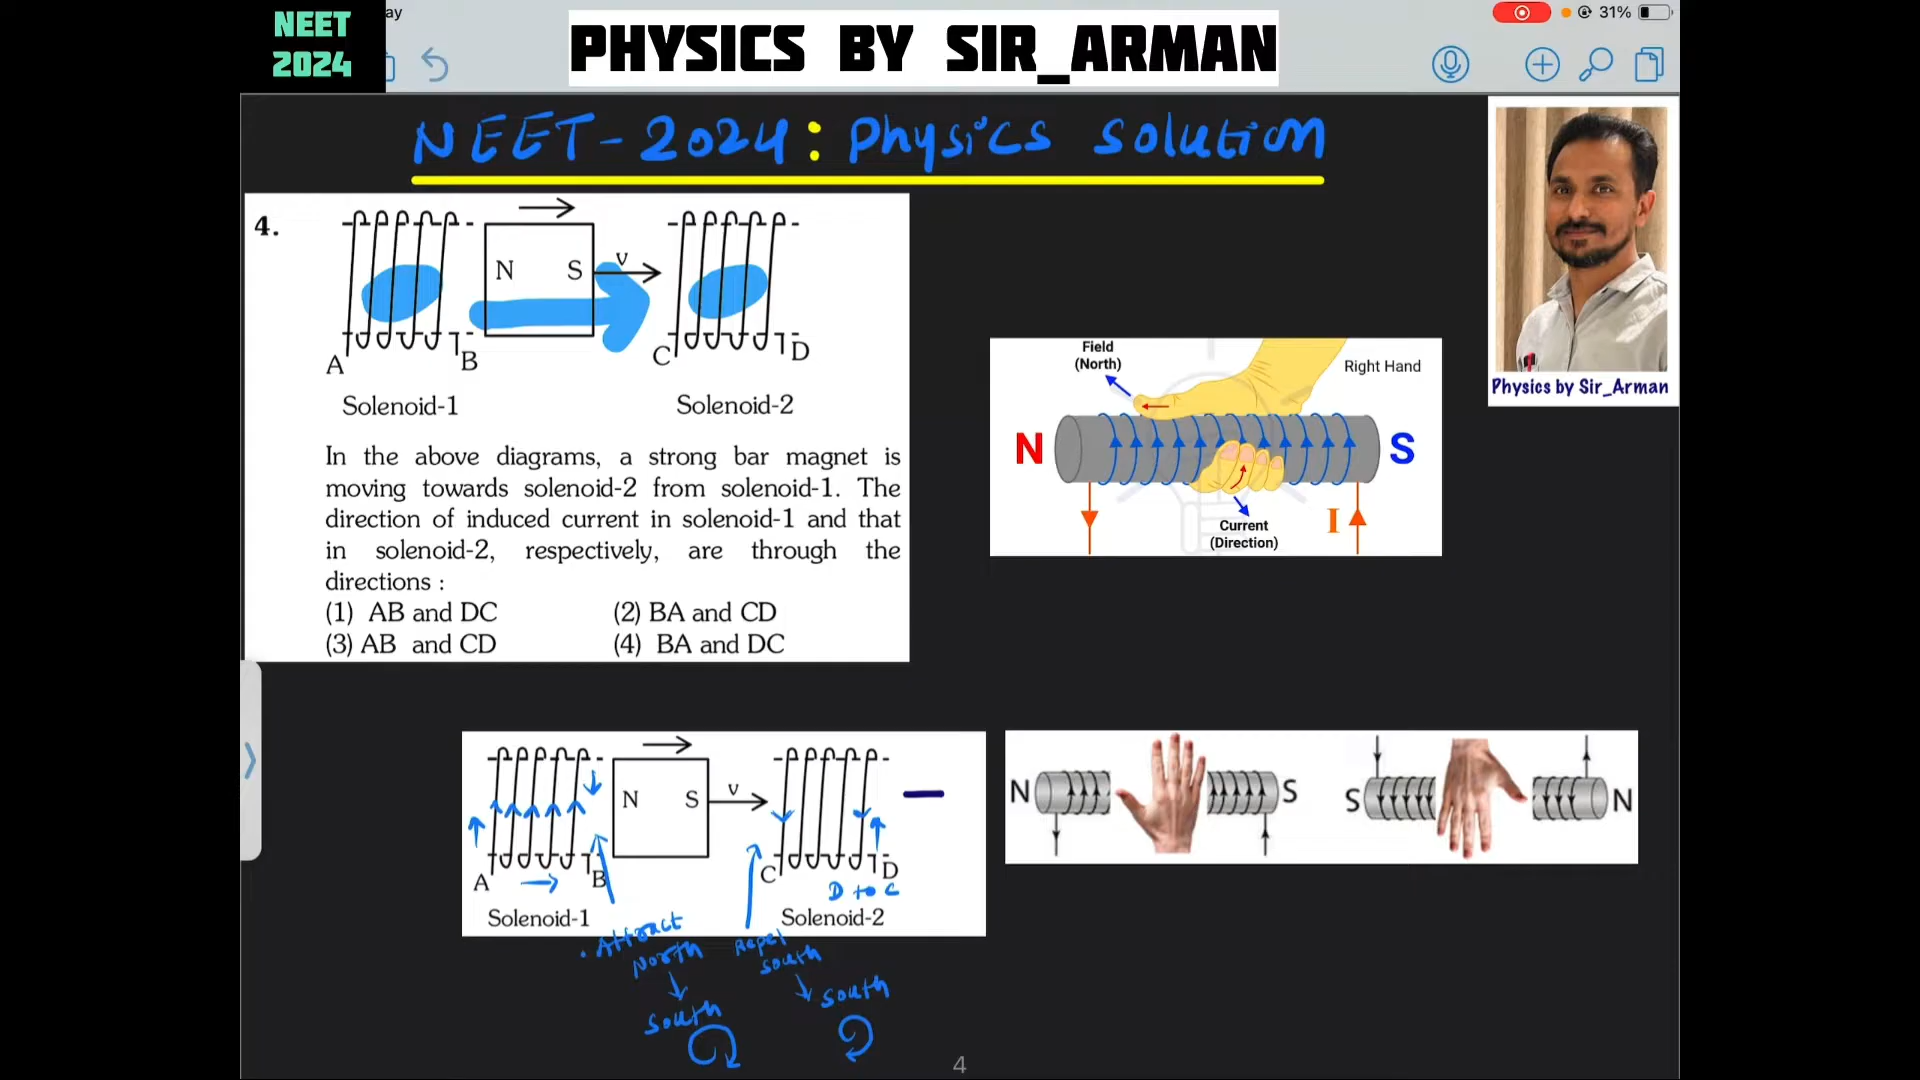 NEET
2024
ay
PHYSICS BY SIR_ARMAN
31%
NEET-2024: Physics solution
4.
N S v
A B C D
Solenoid-1 Solenoid-2
In the above diagrams, a strong bar magnet is
moving towards solenoid-2 from solenoid-1. The
direction of induced current in solenoid-1 and that
in solenoid-2, respectively, are through the
directions :
(1) AB and DC (2) BA and CD
(3) AB and CD (4) BA and DC
Field
(North)
Right Hand
N S
I
Current
(Direction)
Physics by Sir_Arman
N S v
A B C D
D to C
Solenoid-1 Solenoid-2
Attract
North
South
Repel
south
south
N S S N
4